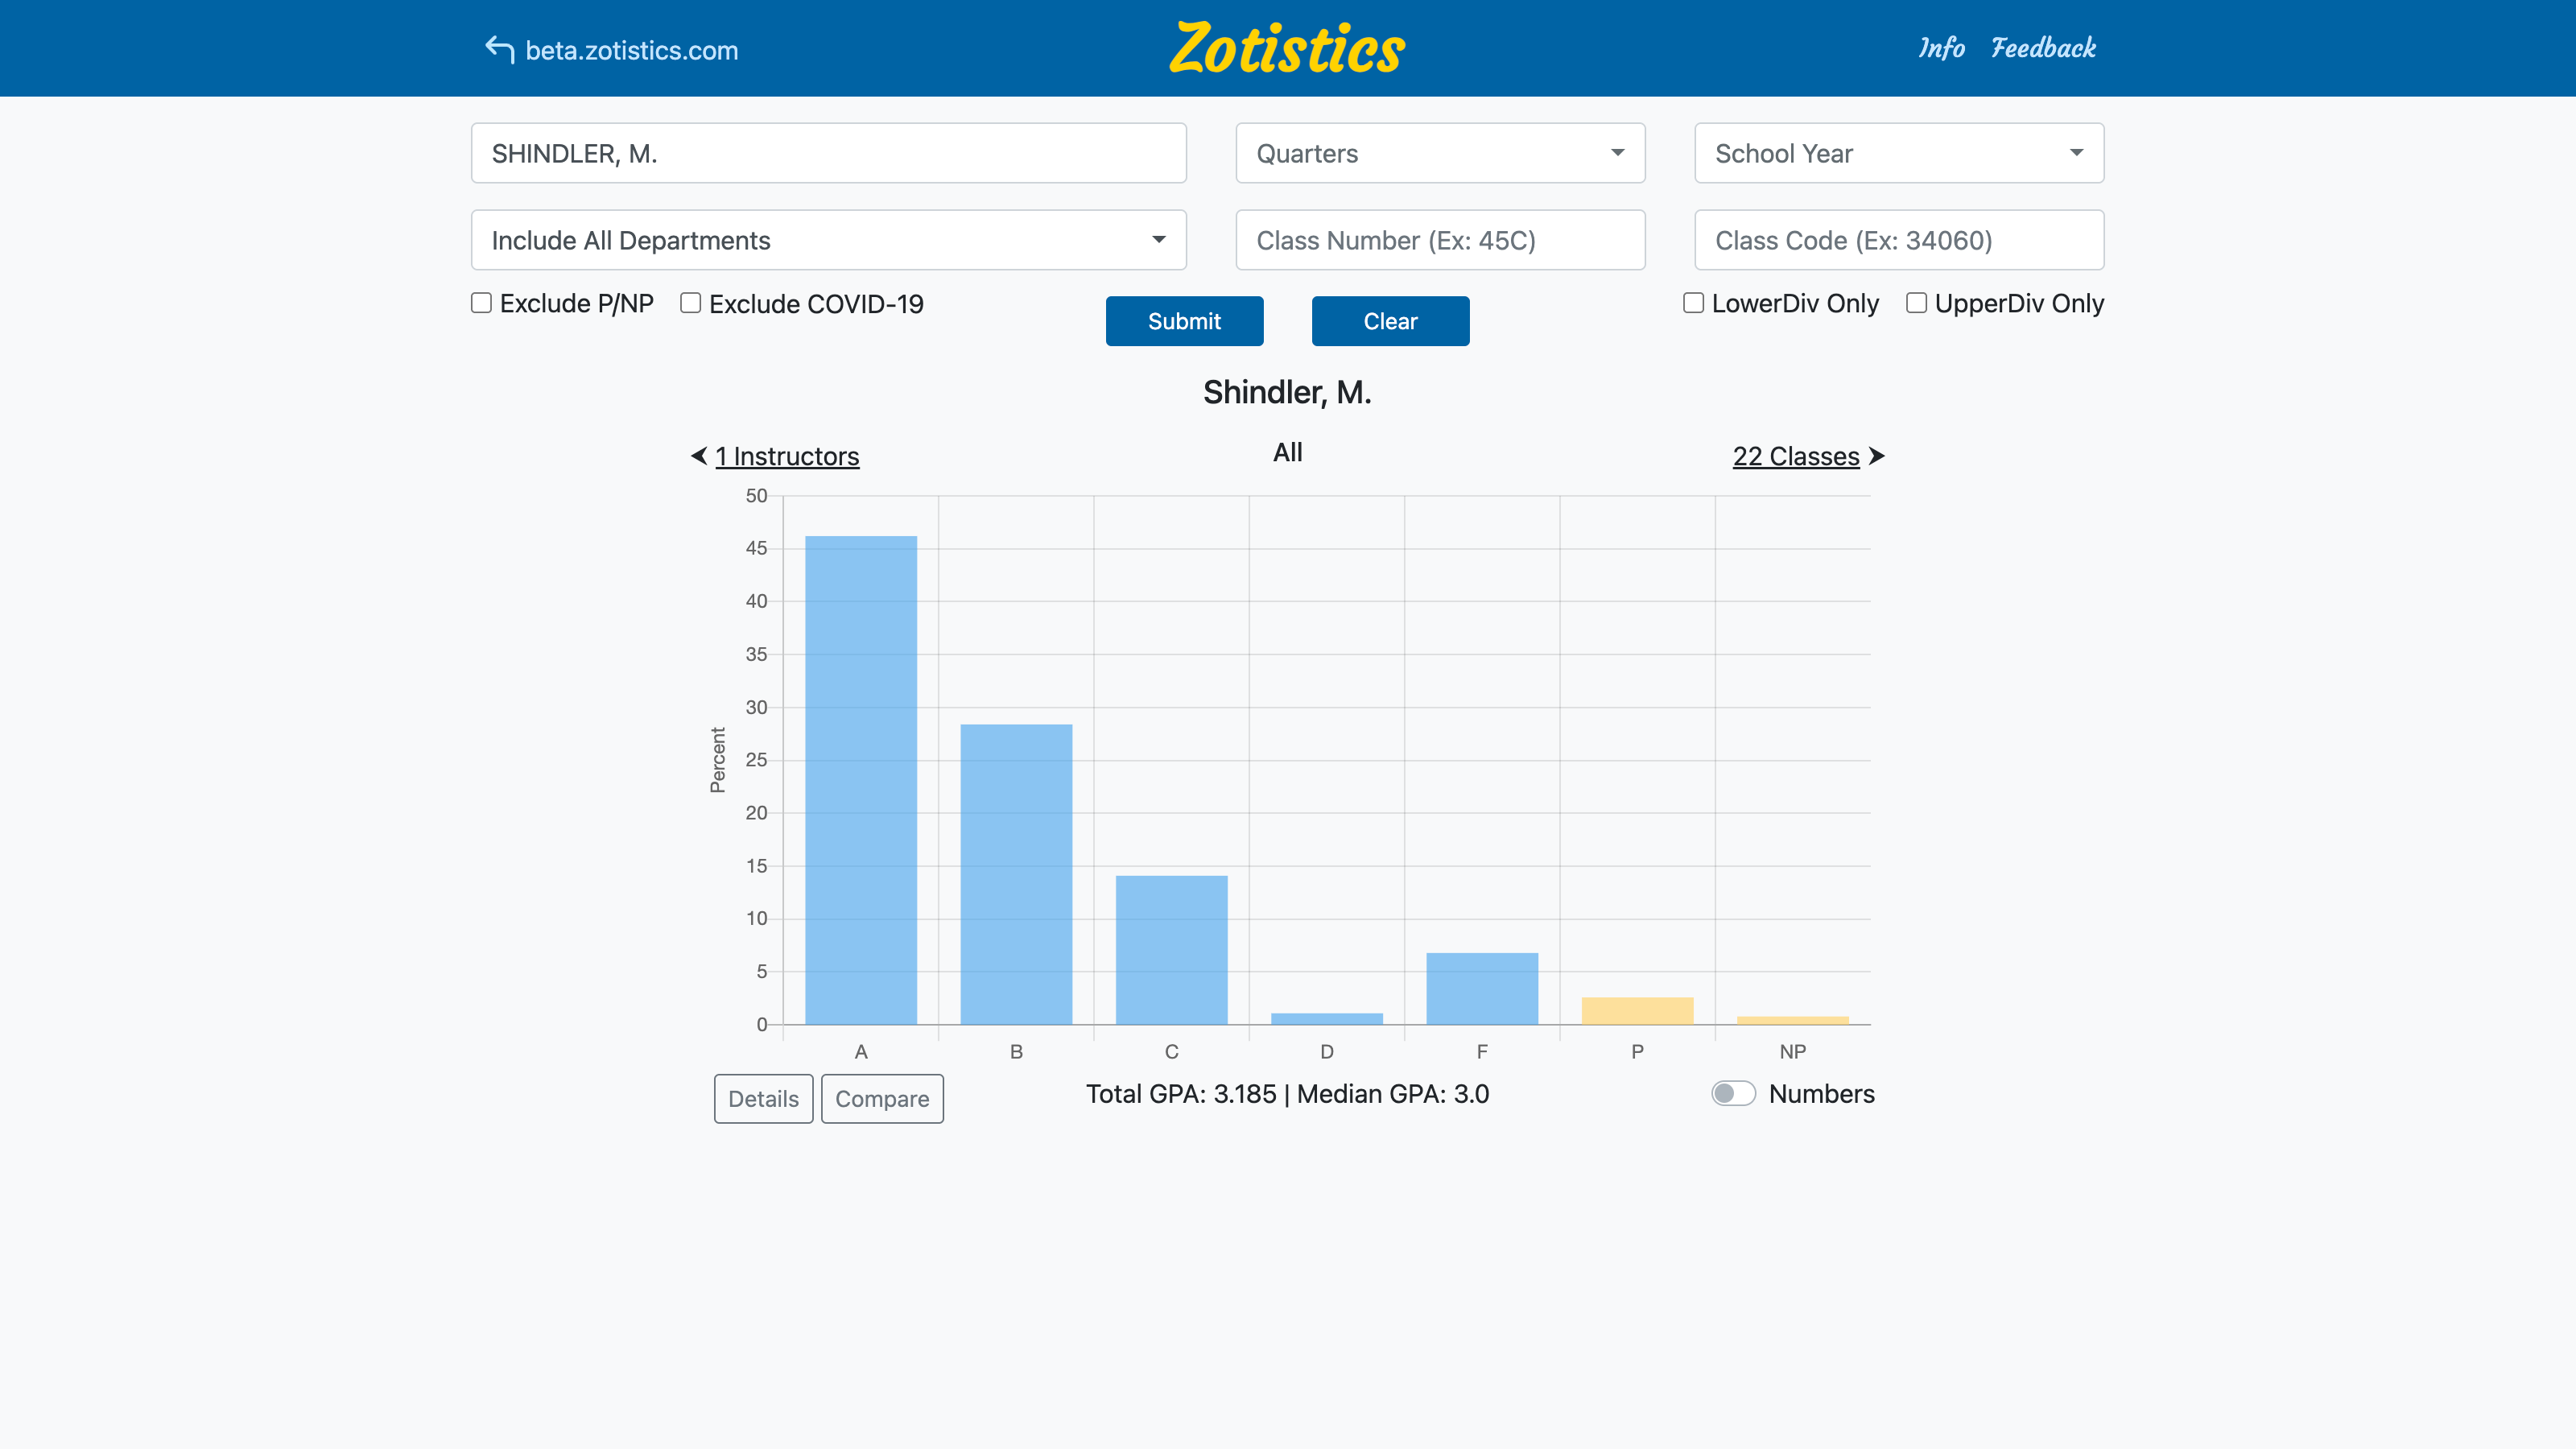 beta.zotistics.com
Zotistics
Info Feedback
SHINDLER, M.
Quarters
School Year
Include All Departments
Class Number (Ex: 45C)
Class Code (Ex: 34060)
Exclude P/NP
Exclude COVID-19
Submit
Clear
LowerDiv Only
UpperDiv Only
Shindler, M.
1 Instructors
All
22 Classes
50
45
40
35
30
25
20
15
10
5
0
Percent
A B C D F P NP
Details
Compare
Total GPA: 3.185 | Median GPA: 3.0
Numbers